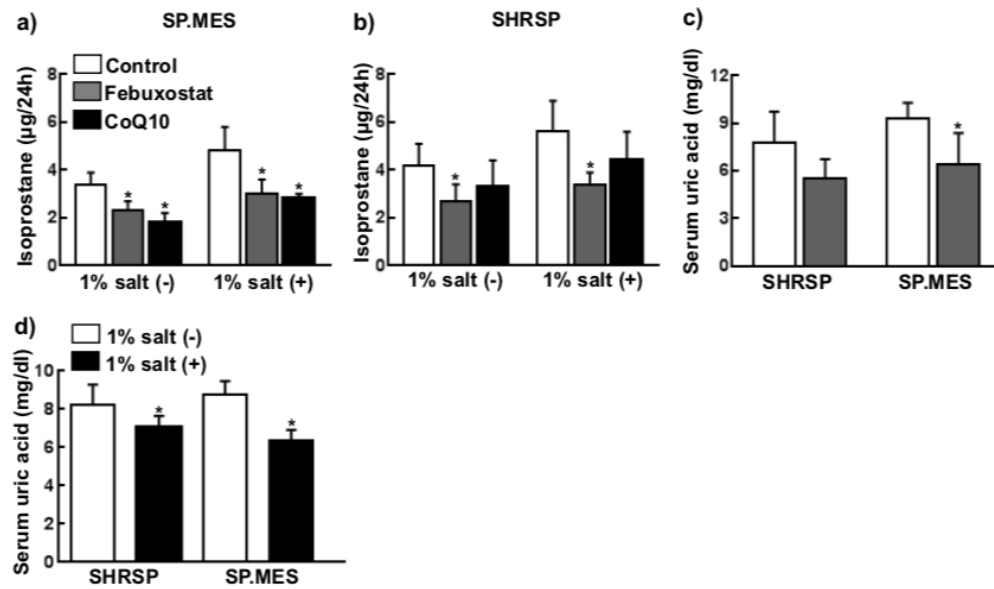 a)
SP.MES
Isoprostane (µg/24h)
8
6
4
2
0
Control
Febuxostat
CoQ10
*
*
*
*
1% salt (-)
1% salt (+)
b)
SHRSP
Isoprostane (µg/24h)
8
6
4
2
0
*
*
1% salt (-)
1% salt (+)
c)
Serum uric acid (mg/dl)
12
9
6
3
0
*
SHRSP
SP.MES
d)
1% salt (-)
1% salt (+)
Serum uric acid (mg/dl)
10
8
6
4
2
0
*
*
SHRSP
SP.MES